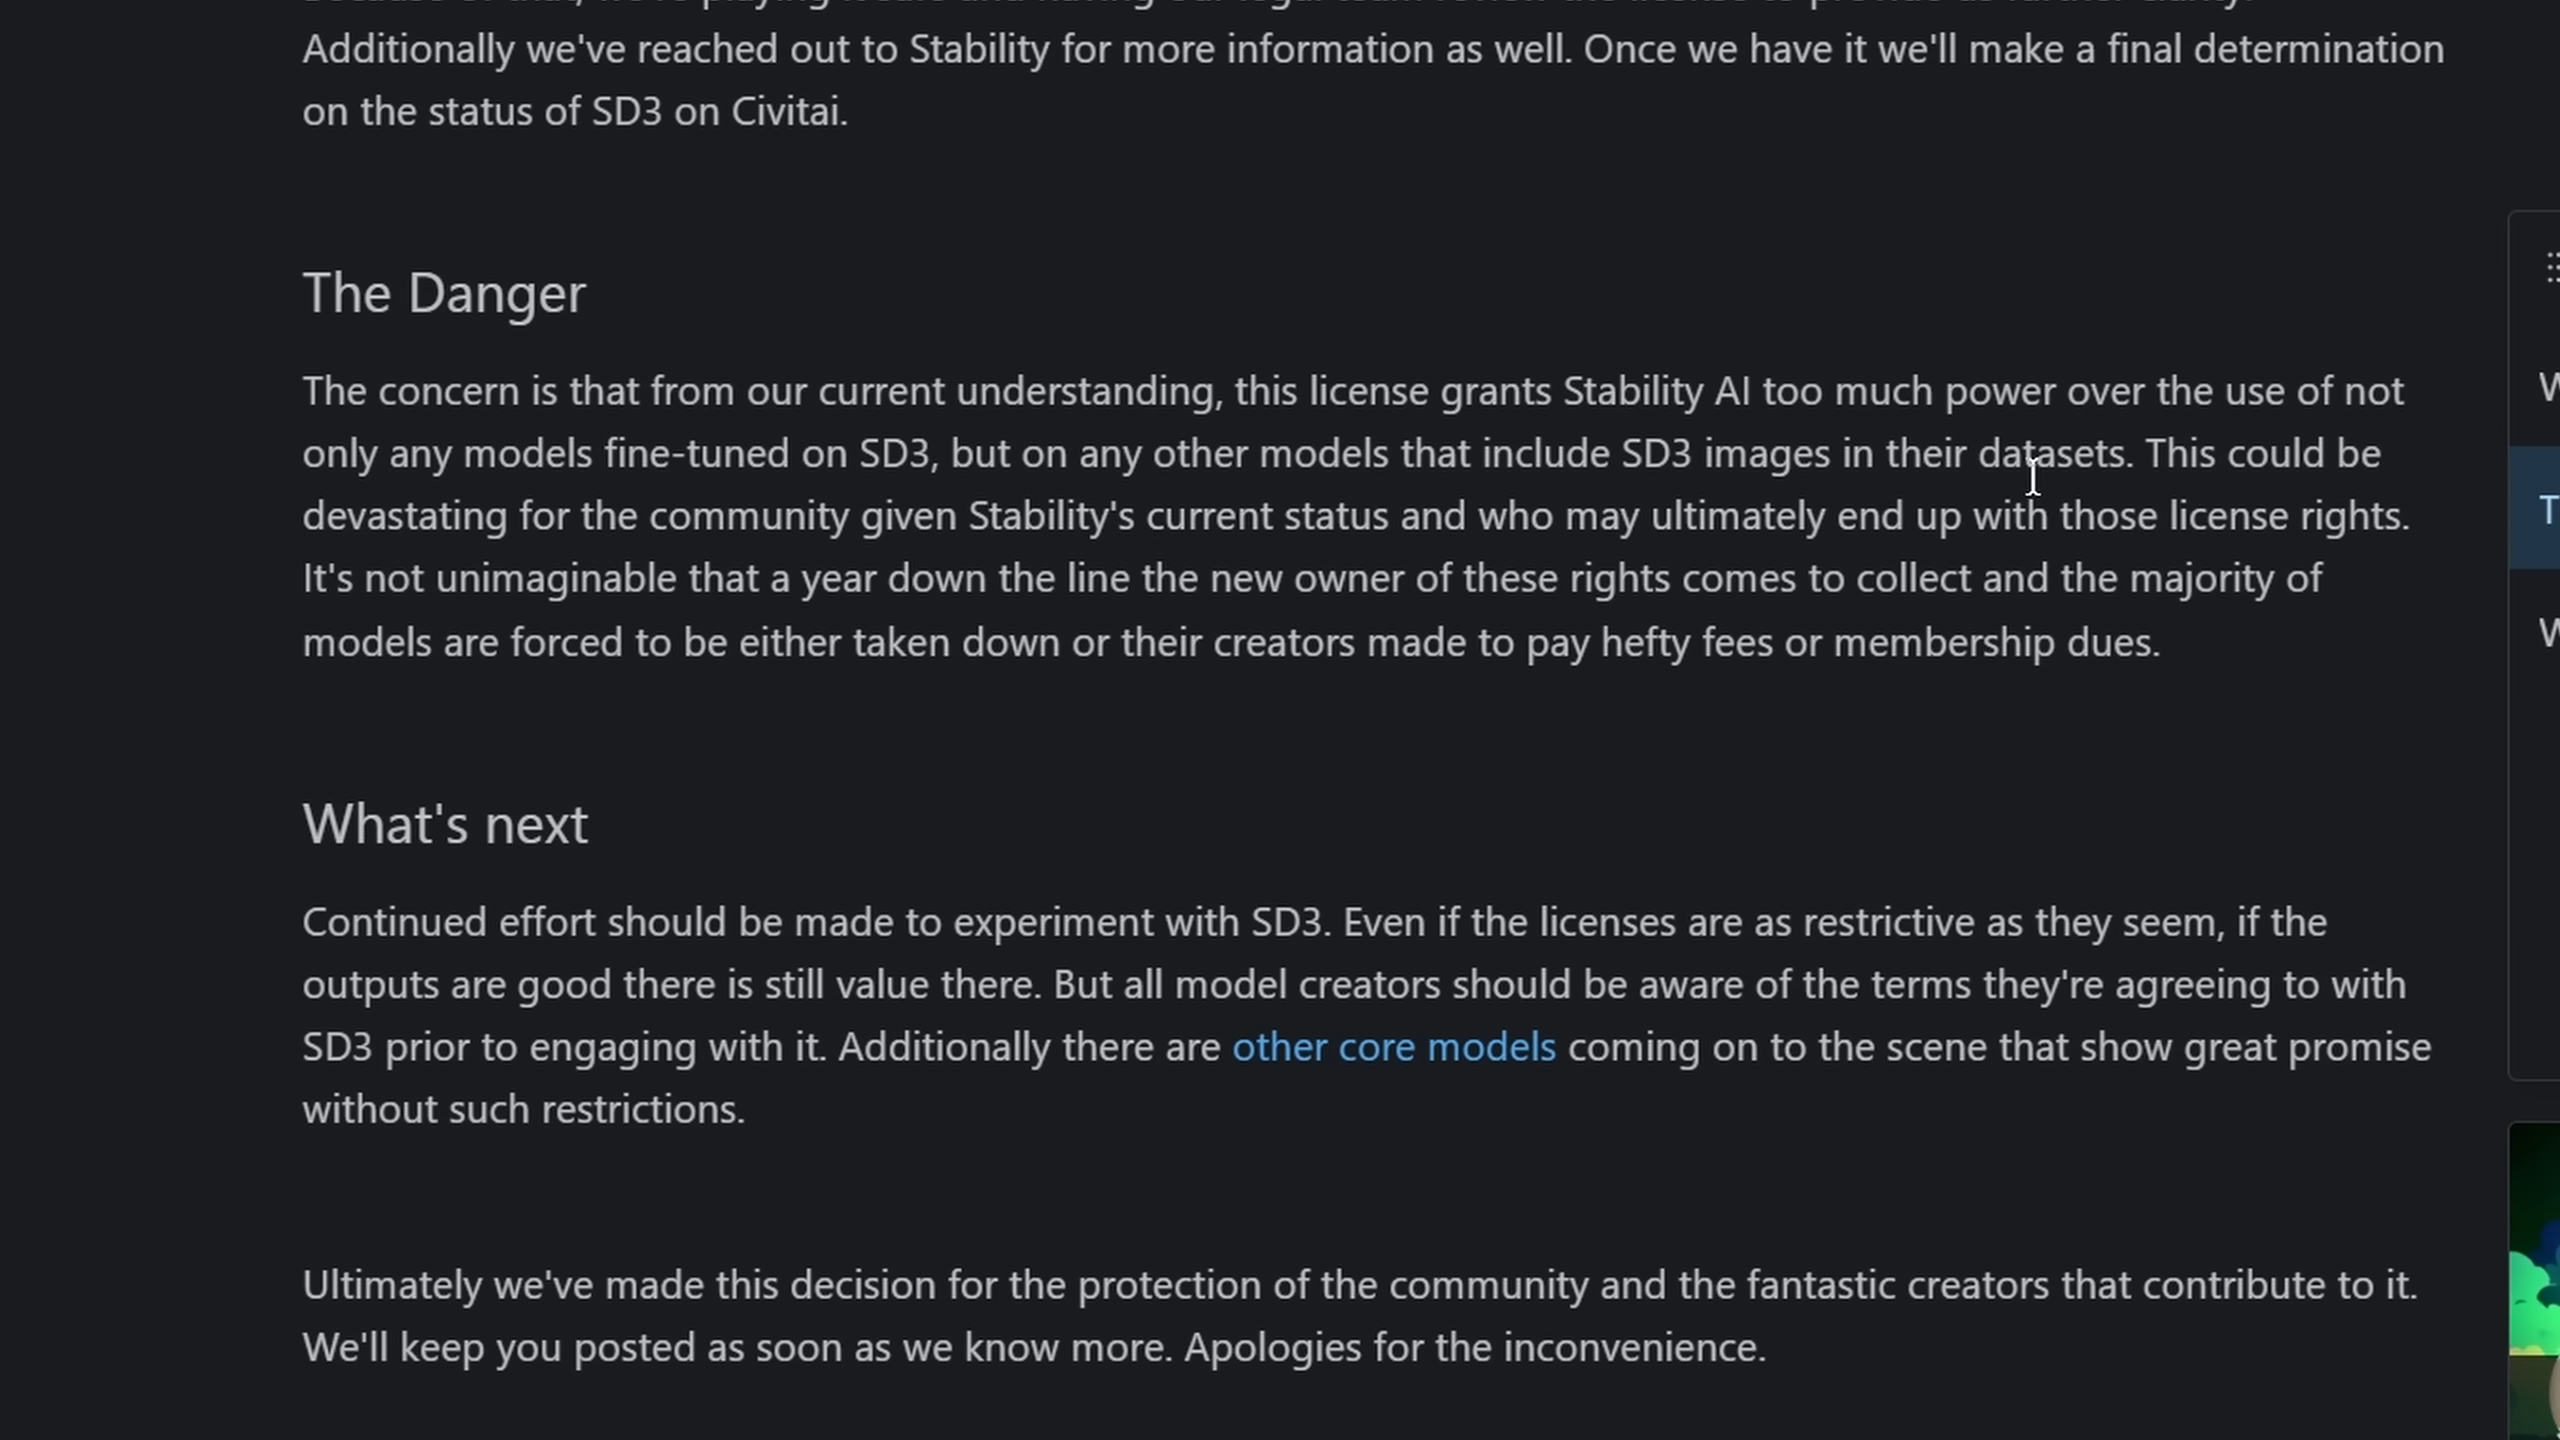 Additionally we've reached out to Stability for more information as well. Once we have it we'll make a final determination
on the status of SD3 on Civitai.
The Danger
The concern is that from our current understanding, this license grants Stability AI too much power over the use of not
only any models fine-tuned on SD3, but on any other models that include SD3 images in their datasets. This could be
devastating for the community given Stability's current status and who may ultimately end up with those license rights.
It's not unimaginable that a year down the line the new owner of these rights comes to collect and the majority of
models are forced to be either taken down or their creators made to pay hefty fees or membership dues.
What's next
Continued effort should be made to experiment with SD3. Even if the licenses are as restrictive as they seem, if the
outputs are good there is still value there. But all model creators should be aware of the terms they're agreeing to with
SD3 prior to engaging with it. Additionally there are other core models coming on to the scene that show great promise
without such restrictions.
Ultimately we've made this decision for the protection of the community and the fantastic creators that contribute to it.
We'll keep you posted as soon as we know more. Apologies for the inconvenience.